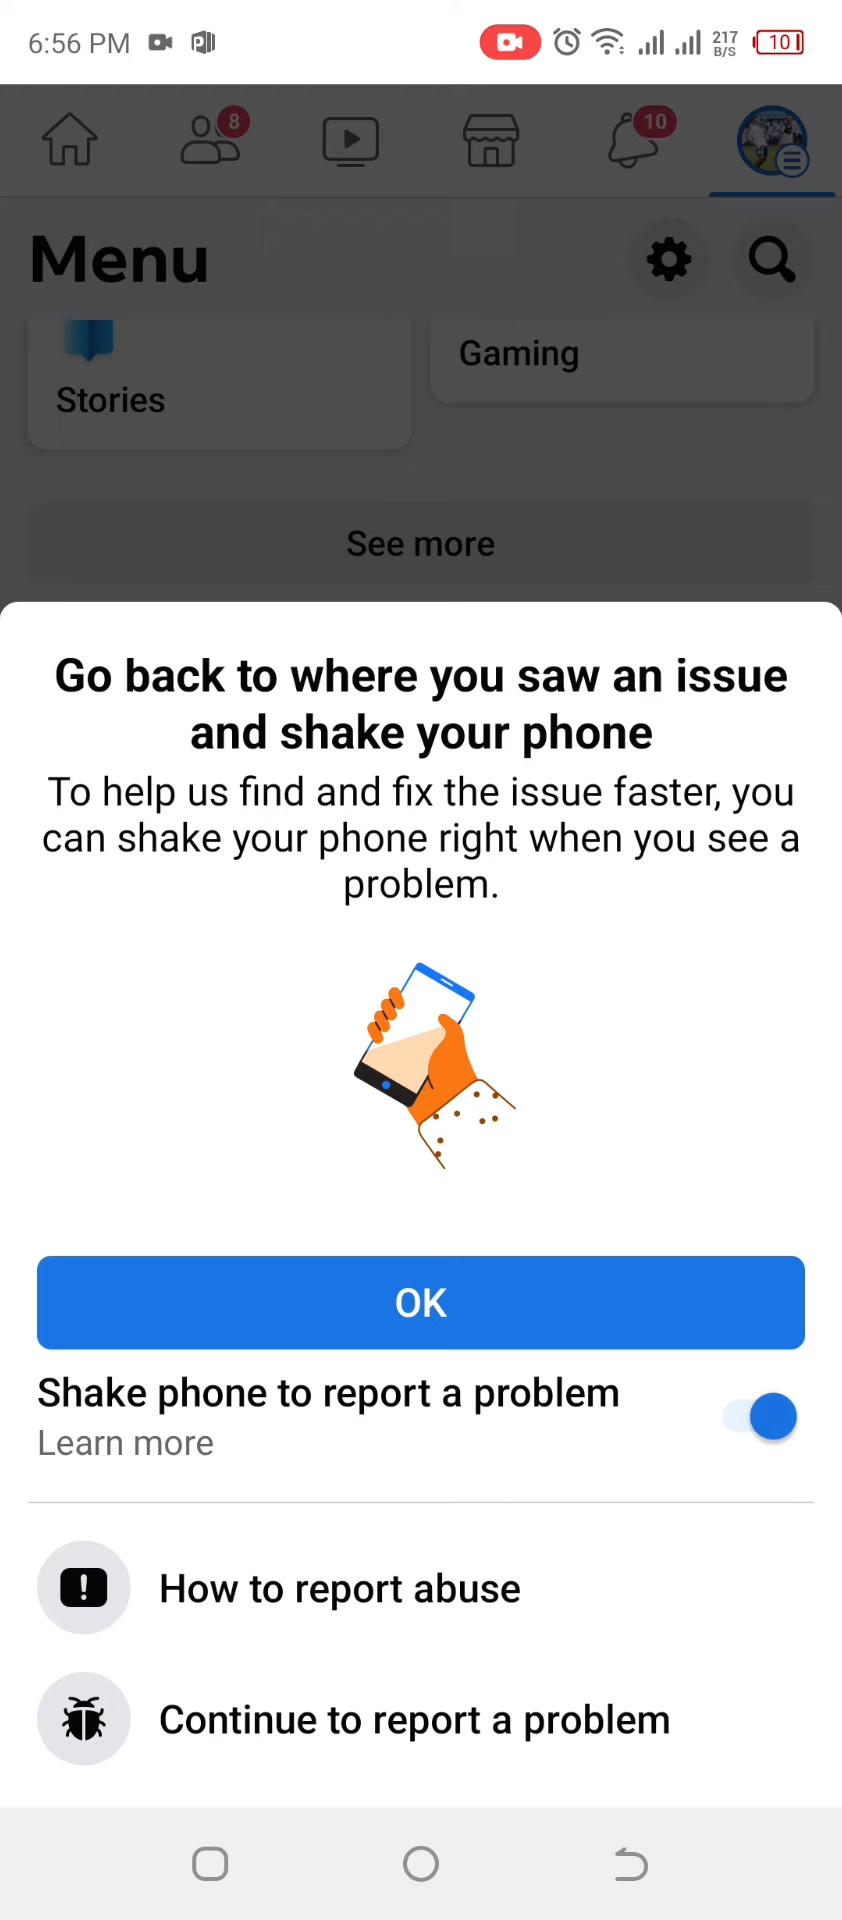 6:56 PM
217
B/S
10
8
10
Menu
Gaming
Stories
See more
Go back to where you saw an issue
and shake your phone
To help us find and fix the issue faster, you
can shake your phone right when you see a
problem.
OK
Shake phone to report a problem
Learn more
How to report abuse
Continue to report a problem